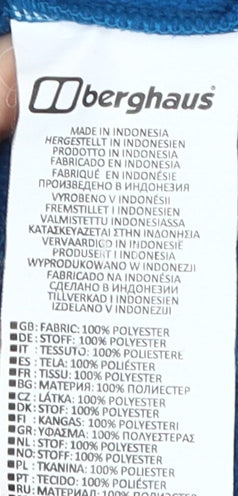 berghaus
MADE IN INDONESIA
HERGESTELLT IN INDONESIEN
PRODOTTO IN INDONESIA
FABRICADO EN INDONESIA
FABRIQUÉ EN INDONÉSIE
ПРОИЗВЕДЕНО В ИНДОНЕЗИЯ
VYROBENO V INDONÉSII
FREMSTILLET I INDONESIEN
VALMISTETTU INDONESIASSA
ΚΑΤΑΣΚΕΥΑΖΕΤΑΙ ΣΤΗΝ ΙΝΔΟΝΗΣΙΑ
VERVAARDIGD IN INDONESIË
PRODUSERT I INDONESIA
WYPRODUKOWANO W INDONEZJI
FABRICADO NA INDONÉSIA
СДЕЛАНО В ИНДОНЕЗИИ
TILLVERKAD I INDONESIEN
IZDELANO V INDONEZIJI
GB: FABRIC: 100% POLYESTER
DE: STOFF: 100% POLYESTER
IT : TESSUTO: 100% POLIESTERE
ES : TELA: 100% POLIÉSTER
FR : TISSU: 100% POLYESTER
BG: МАТЕРИЯ: 100% ПОЛИЕСТЕР
CZ : LÁTKA: 100% POLYESTER
DK: STOF: 100% POLYESTER
FI : KANGAS: 100% POLYESTERI
GR: ΥΦΑΣΜΑ: 100% ΠΟΛΥΕΣΤΕΡΑΣ
NL: STOF: 100% POLYESTER
NO: STOFF: 100% POLYESTER
PL : TKANINA: 100% POLIESTER
PT : TECIDO: 100% POLIÉSTER
RU: МАТЕРИАЛ: 100% ПОЛИЭСТЕР